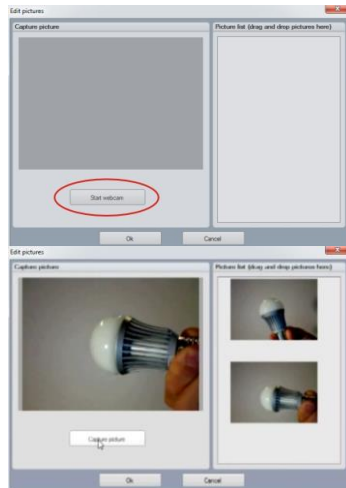 Edit pictures
Capture picture
Picture list (drag and drop pictures here)
Start webcam
Ok
Cancel
Edit pictures
Capture picture
Picture list (drag and drop pictures here)
Capture picture
Ok
Cancel